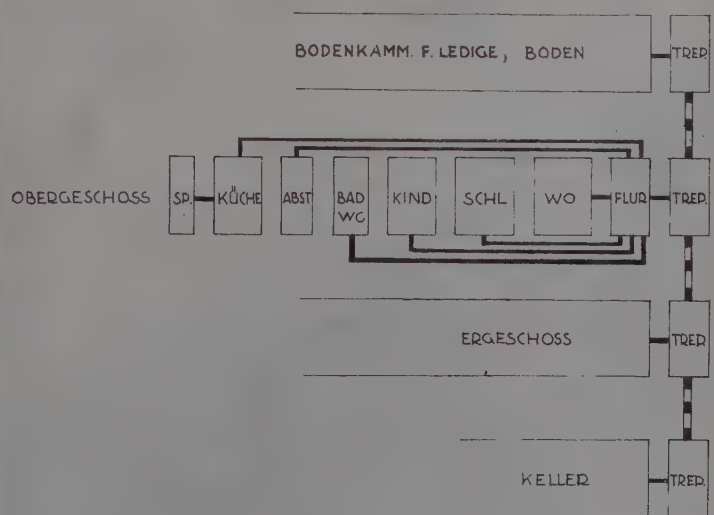 BODENKAMM. F. LEDIGE, BODEN TREP.
OBERGESCHOSS SP. KÜCHE ABST BAD WC KIND SCHL WO FLUR TREP.
ERGESCHOSS TREP.
KELLER TREP.